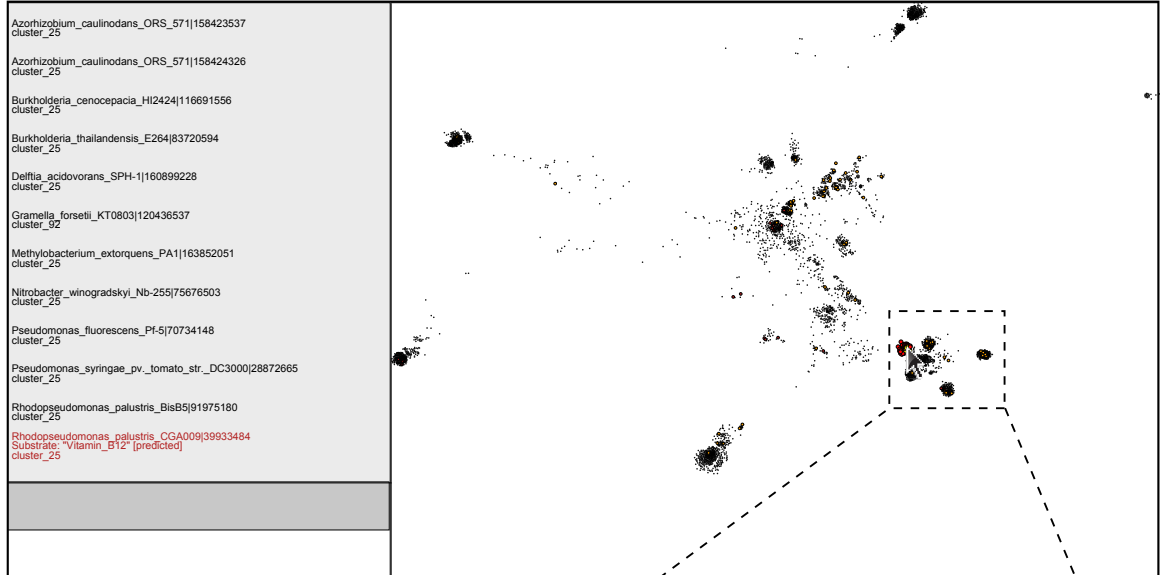 Azorhizobium_caulinodans_ORS_571|158423537
cluster_25
Azorhizobium_caulinodans_ORS_571|158424326
cluster_25
Burkholderia_cenocepacia_HI2424|116691556
cluster_25
Burkholderia_thailandensis_E264|83720594
cluster_25
Delftia_acidovorans_SPH-1|160899228
cluster_25
Gramella_forsetii_KT0803|120436537
cluster_92
Methylobacterium_extorquens_PA1|163852051
cluster_25
Nitrobacter_winogradskyi_Nb-255|75676503
cluster_25
Pseudomonas_fluorescens_Pf-5|70734148
cluster_25
Pseudomonas_syringae_pv._tomato_str._DC3000|28872665
cluster_25
Rhodopseudomonas_palustris_BisB5|91975180
cluster_25
Rhodopseudomonas_palustris_CGA009|39933484
Substrate: "Vitamin_B12" [predicted]
cluster_25